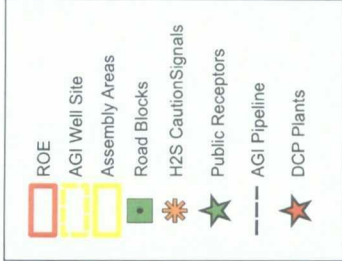 ROE
AGI Well Site
Assembly Areas
Road Blocks
H2S CautionSignals
Public Receptors
AGI Pipeline
DCP Plants